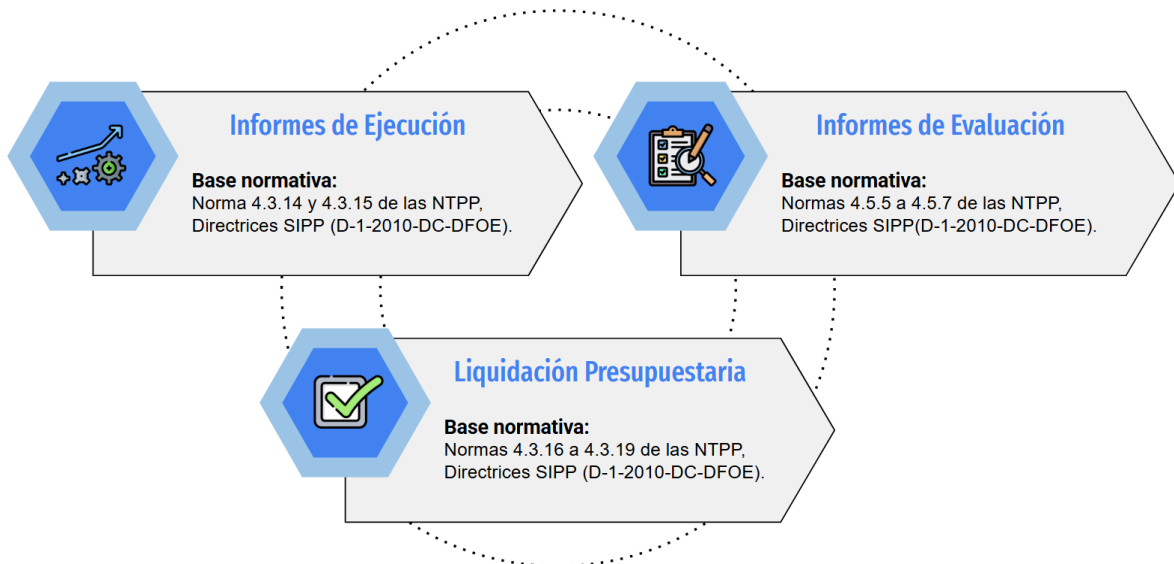 Informes de Ejecución
Base normativa:
Norma 4.3.14 y 4.3.15 de las NTPP,
Directrices SIPP (D-1-2010-DC-DFOE).
Informes de Evaluación
Base normativa:
Normas 4.5.5 a 4.5.7 de las NTPP,
Directrices SIPP(D-1-2010-DC-DFOE).
Liquidación Presupuestaria
Base normativa:
Normas 4.3.16 a 4.3.19 de las NTPP,
Directrices SIPP (D-1-2010-DC-DFOE).